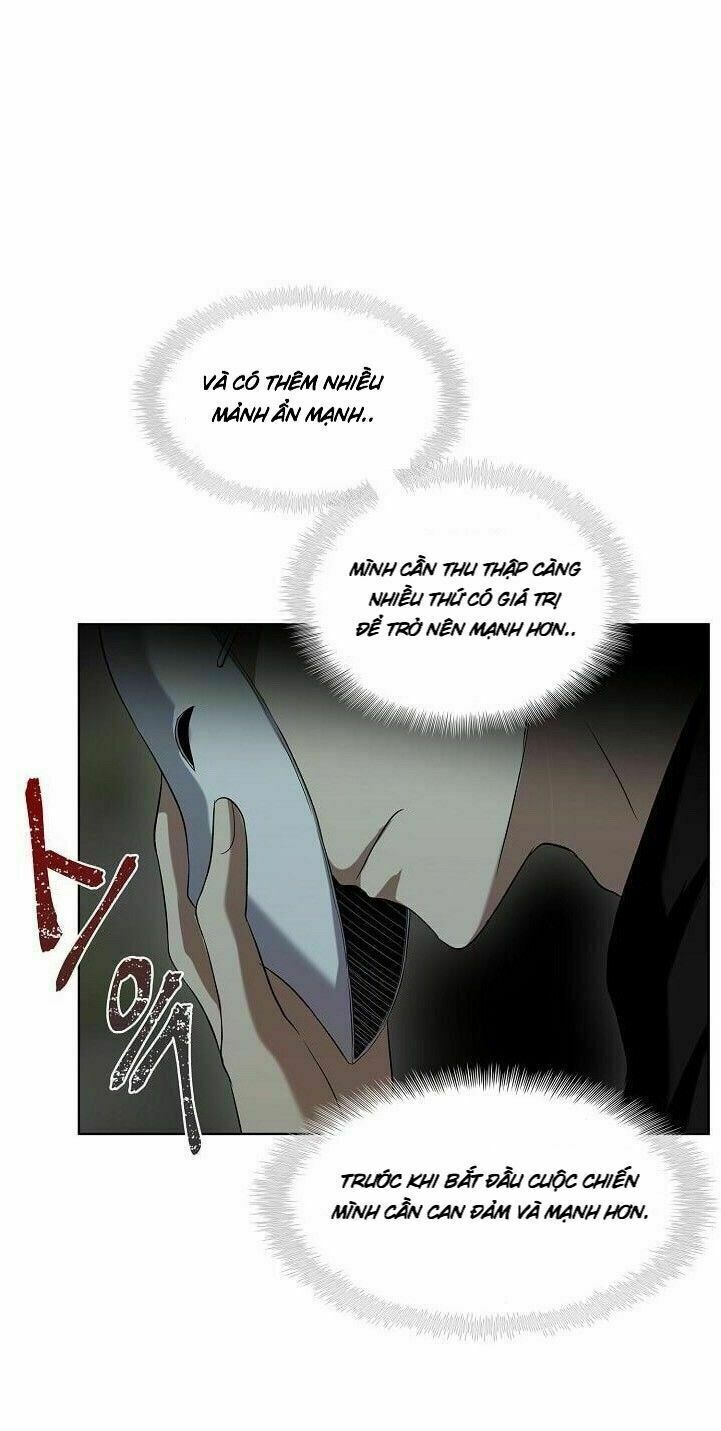 VÀ CÓ THÊM NHIỀU
MẢNH ẨN MẠNH..
MÌNH CẦN THU THẬP CÀNG
NHIỀU THỨ CÓ GIÁ TRỊ
ĐỂ TRỞ NÊN MẠNH HƠN..
스윽
TRƯỚC KHI BẮT ĐẦU CUỘC CHIẾN
MÌNH CẦN CAN ĐẢM VÀ MẠNH HƠN.